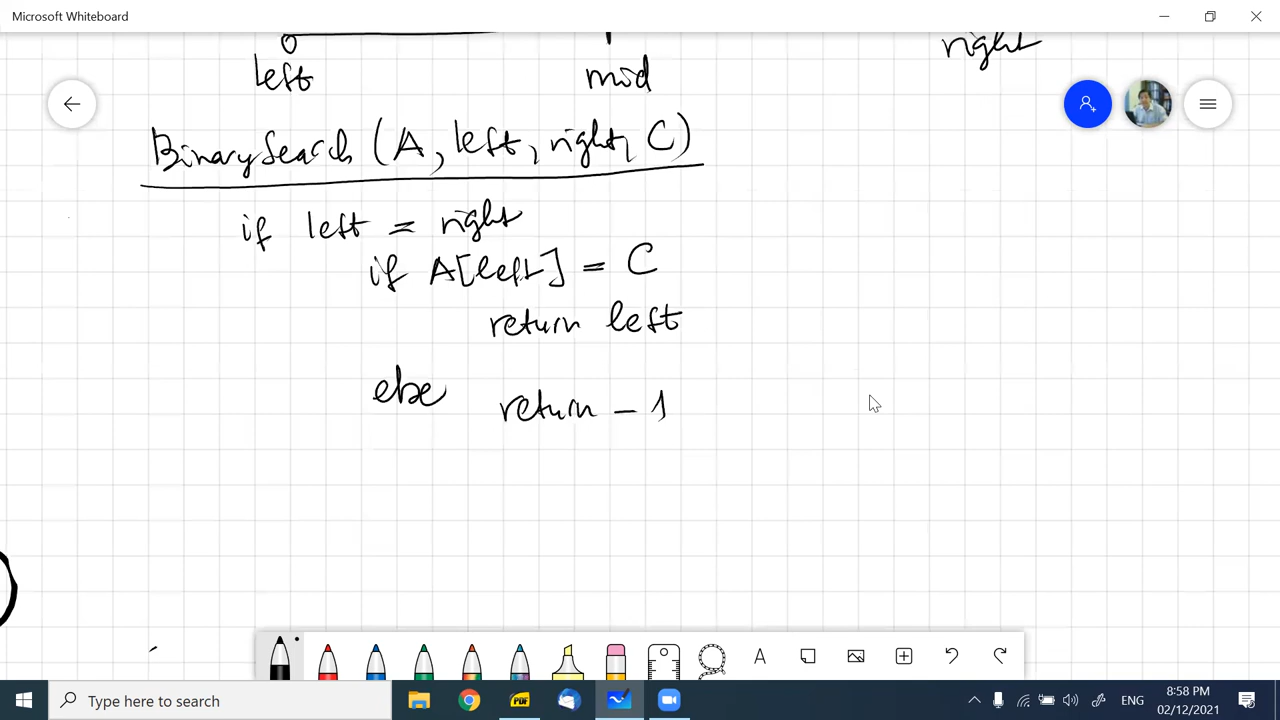 Microsoft Whiteboard
left
mid
right
BinarySearch (A, left, right, C)
if left = right
if A[left] = C
return left
else return - 1
A
Type here to search
PDF
ENG
8:58 PM
02/12/2021